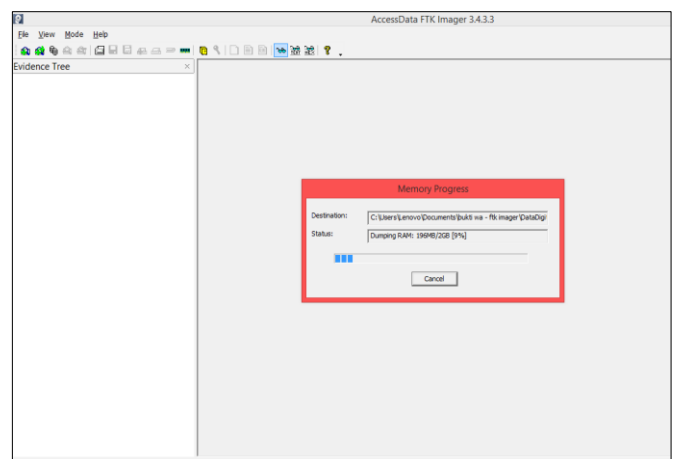 AccessData FTK Imager 3.4.3.3
File View Mode Help
Evidence Tree
Memory Progress
Destination: C:\Users\Lenovo\Documents\bukti wa - ftk imager\DataDigi
Status: Dumping RAM: 196MB/2GB [9%]
Cancel